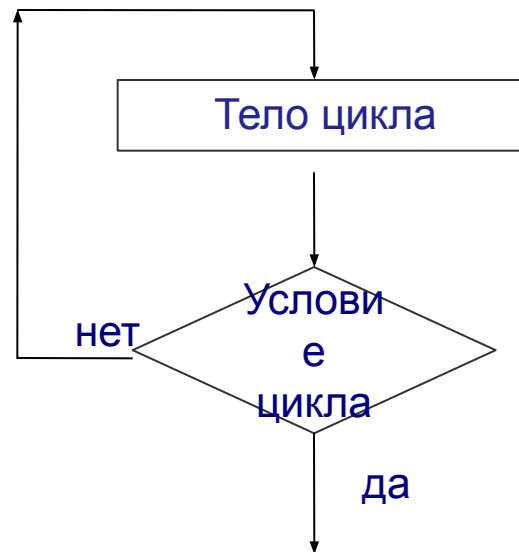 Тело цикла
Услови
е
цикла
нет
да